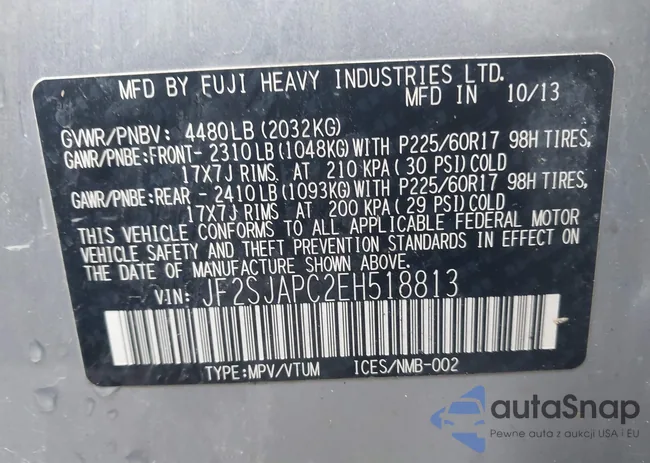 MFD BY FUJI HEAVY INDUSTRIES LTD.
MFD IN 10/13
GVWR/PNBV: 4480LB(2032KG)
GAWR/PNBE:FRONT- 2310LB(1048KG)WITH P225/60R17 98H TIRES,
17X7J RIMS. AT 210 KPA(30 PSI)COLD
GAWR/PNBE:REAR - 2410LB(1093KG)WITH P225/60R17 98H TIRES,
17X7J RIMS AT 200 KPA(29 PSI)COLD
THIS VEHICLE CONFORMS TO ALL APPLICABLE FEDERAL MOTOR
VEHICLE SAFETY AND THEFT PREVENTION STANDARDS IN EFFECT ON
THE DATE OF MANUFACTURE SHOWN ABOVE.
VIN: JF2SJAPC2EH518813
TYPE:MPV/VTUM ICES/NMB-002
autaSnap
Pewne auta z aukcji USA i EU